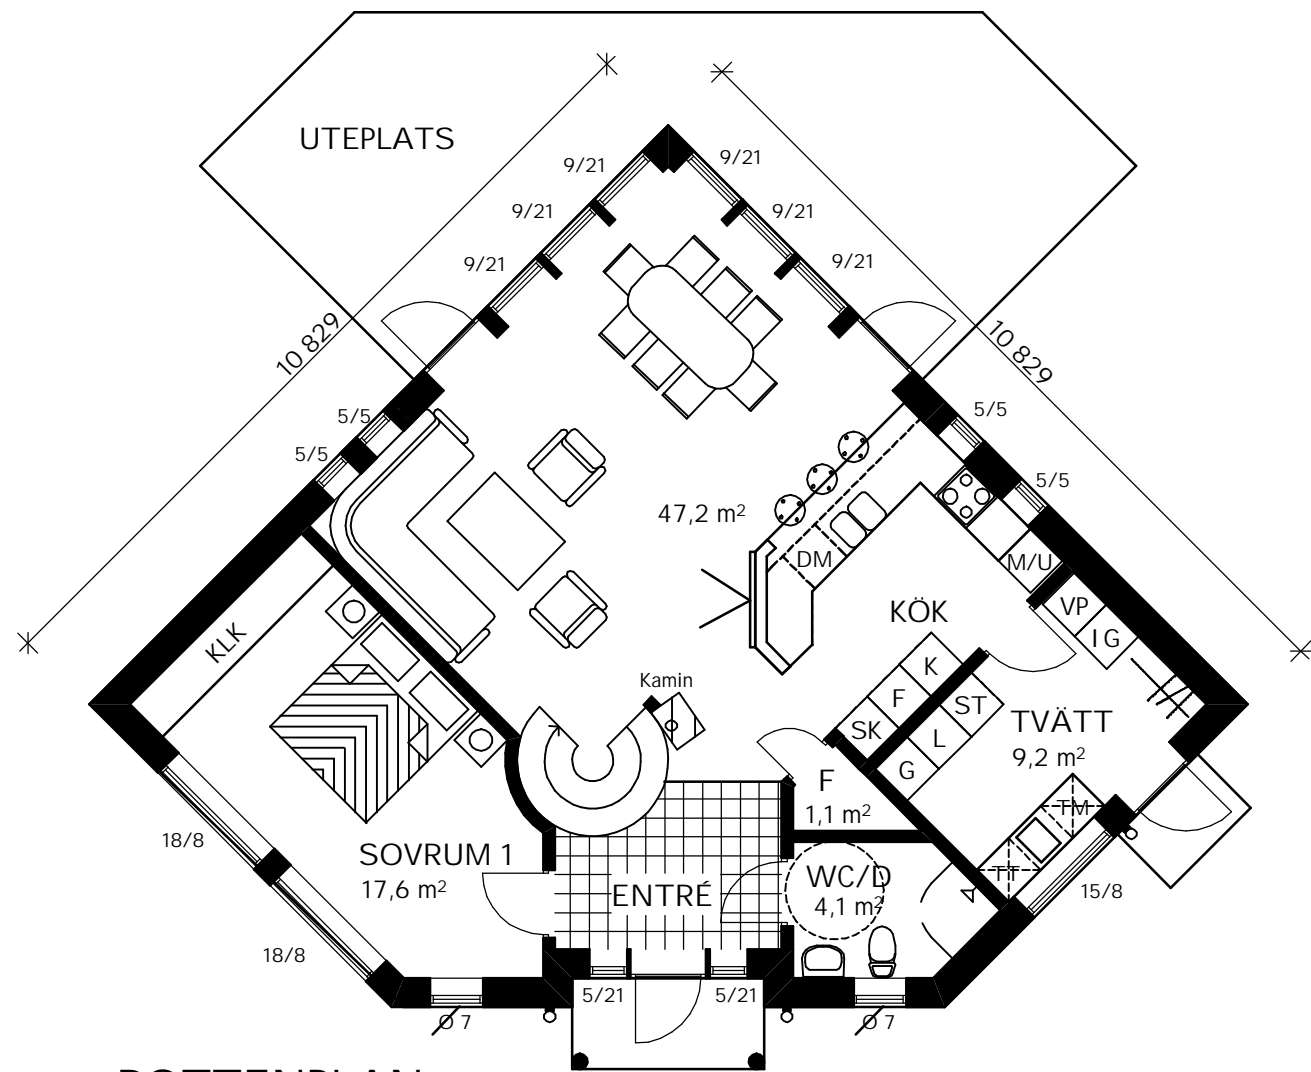 UTEPLATS
9/21
9/21
9/21
9/21
9/21
9/21
10 829
10 829
5/5
5/5
5/5
5/5
47,2 m²
DM
M/U
VP
IG
KÖK
K
F
SK
ST
L
G
TVÄTT
9,2 m²
KLK
Kamin
F
1,1 m²
TM
TT
15/8
18/8
18/8
SOVRUM 1
17,6 m²
ENTRÉ
WC/D
4,1 m²
5/21
5/21
Ø 7
Ø 7
BOTTENPLAN